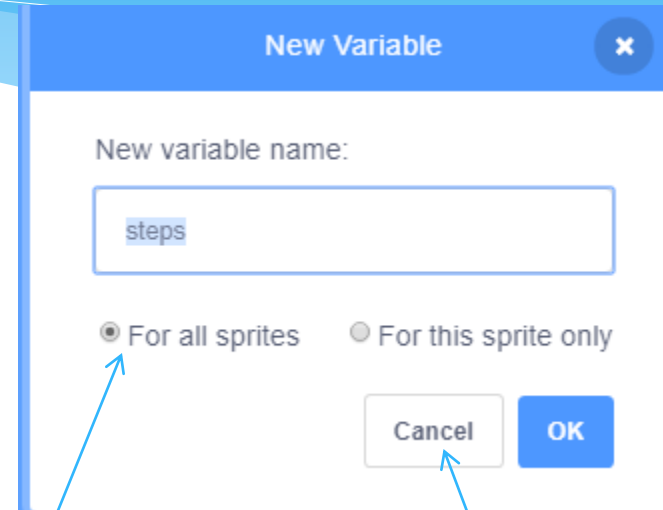 New Variable
New variable name:
steps
For all sprites For this sprite only
Cancel OK